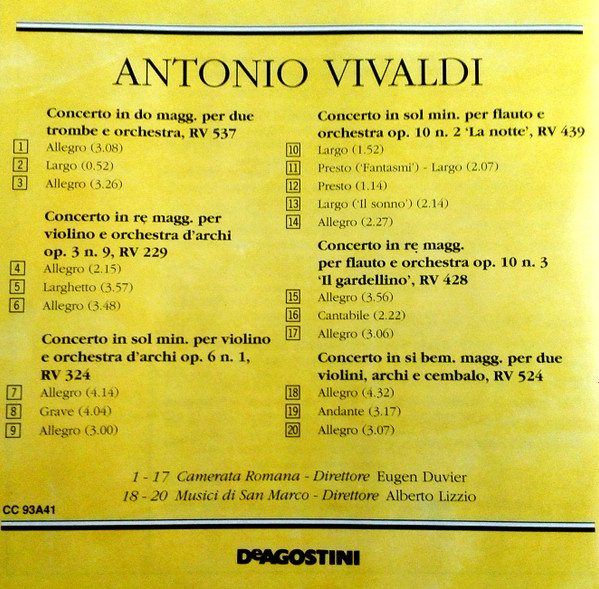 ANTONIO VIVALDI
Concerto in do magg. per due
trombe e orchestra, RV 537
1 Allegro (3.08)
2 Largo (0.52)
3 Allegro (3.26)
Concerto in re magg. per
violino e orchestra d'archi
op. 3 n. 9, RV 229
4 Allegro (2.15)
5 Larghetto (3.57)
6 Allegro (3.48)
Concerto in sol min. per violino
e orchestra d'archi op. 6 n. 1,
RV 324
7 Allegro (4.14)
8 Grave (4.04)
9 Allegro (3.00)
Concerto in sol min. per flauto e
orchestra op. 10 n. 2 'La notte', RV 439
10 Largo (1.52)
11 Presto ('Fantasmi') - Largo (2.07)
12 Presto (1.14)
13 Largo ('Il sonno') (2.14)
14 Allegro (2.27)
Concerto in re magg.
per flauto e orchestra op. 10 n. 3
'Il gardellino', RV 428
15 Allegro (3.56)
16 Cantabile (2.22)
17 Allegro (3.06)
Concerto in si bem. magg. per due
violini, archi e cembalo, RV 524
18 Allegro (4.32)
19 Andante (3.17)
20 Allegro (3.07)
1 - 17 Camerata Romana - Direttore Eugen Duvier
18 - 20 Musici di San Marco - Direttore Alberto Lizzio
CC 93A41
DeAGOSTINI